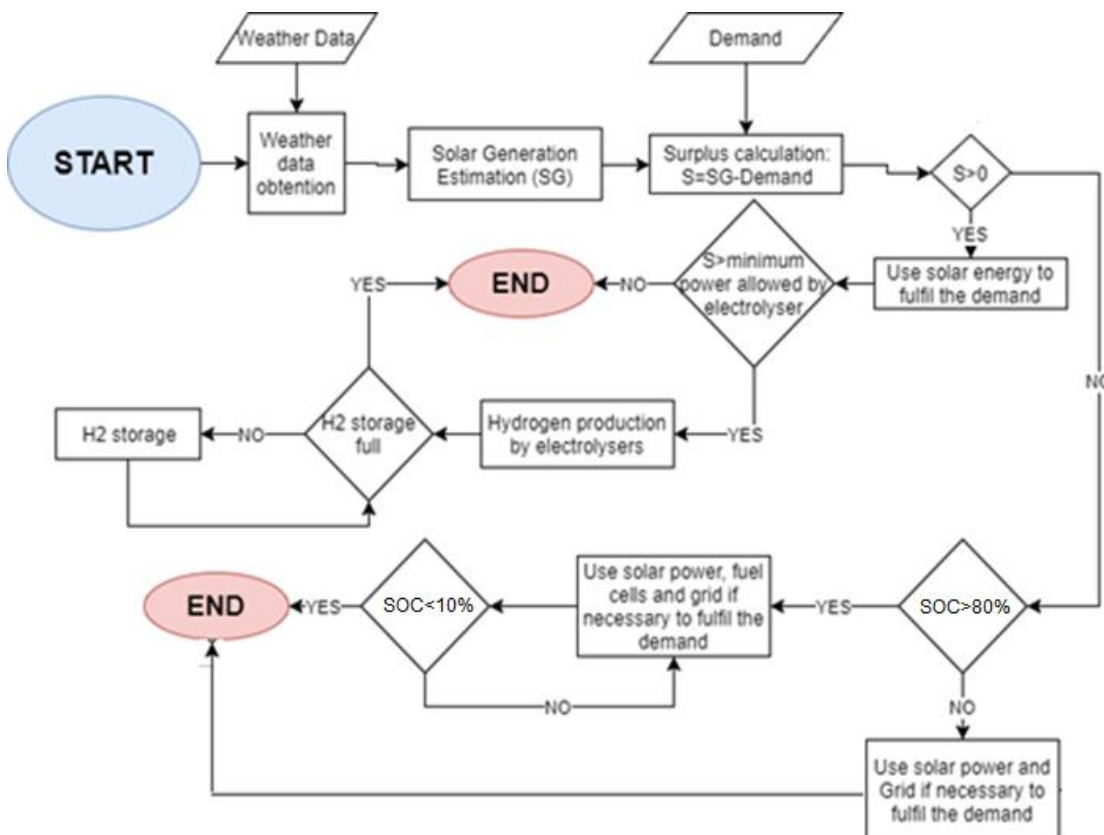 Weather Data
Demand
START
Weather
data
obtention
Solar Generation
Estimation (SG)
Surplus calculation:
S=SG-Demand
S>0
YES
NO
Use solar energy to
fulfil the demand
S>minimum
power allowed by
electrolyser
NO
END
YES
YES
Hydrogen production
by electrolysers
H2 storage
full
NO
H2 storage
SOC>80%
YES
Use solar power, fuel
cells and grid if
necessary to fulfill the
demand
SOC<10%
YES
END
NO
NO
Use solar power and
Grid if necessary to
fulfil the demand